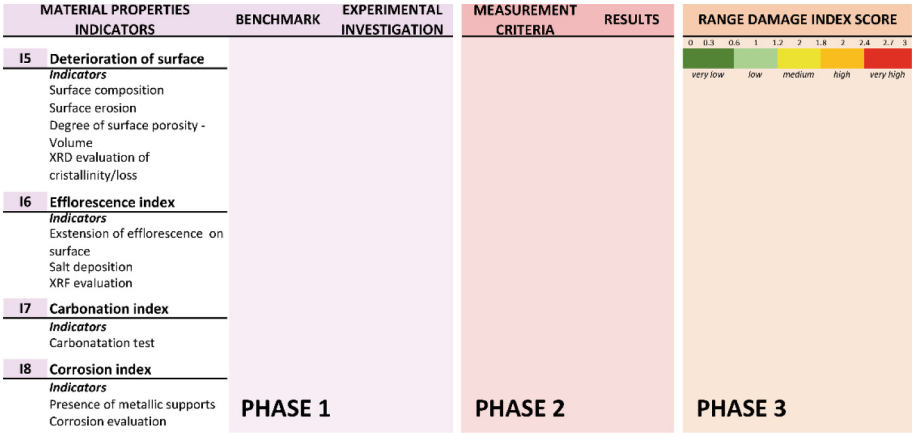 MATERIAL PROPERTIES
INDICATORS
BENCHMARK
EXPERIMENTAL
INVESTIGATION
MEASUREMENT
CRITERIA
RESULTS
RANGE DAMAGE INDEX SCORE
0 0.3 0.6 1 1.2 2 1.8 2 2.4 2.7 3
very low low medium high very high
I5 Deterioration of surface
Indicators
Surface composition
Surface erosion
Degree of surface porosity -
Volume
XRD evaluation of
cristallinity/loss
I6 Efflorescence index
Indicators
Exstension of efflorescence on
surface
Salt deposition
XRF evaluation
I7 Carbonation index
Indicators
Carbonatation test
I8 Corrosion index
Indicators
Presence of metallic supports
Corrosion evaluation
PHASE 1
PHASE 2
PHASE 3